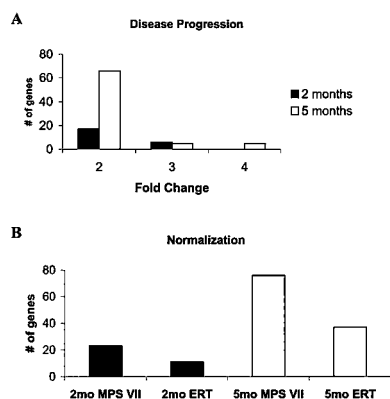 A
Disease Progression
80
60
40
20
0
# of genes
2 3 4
Fold Change
2 months
5 months
B
Normalization
80
60
40
20
0
# of genes
2mo MPS VII 2mo ERT 5mo MPS VII 5mo ERT